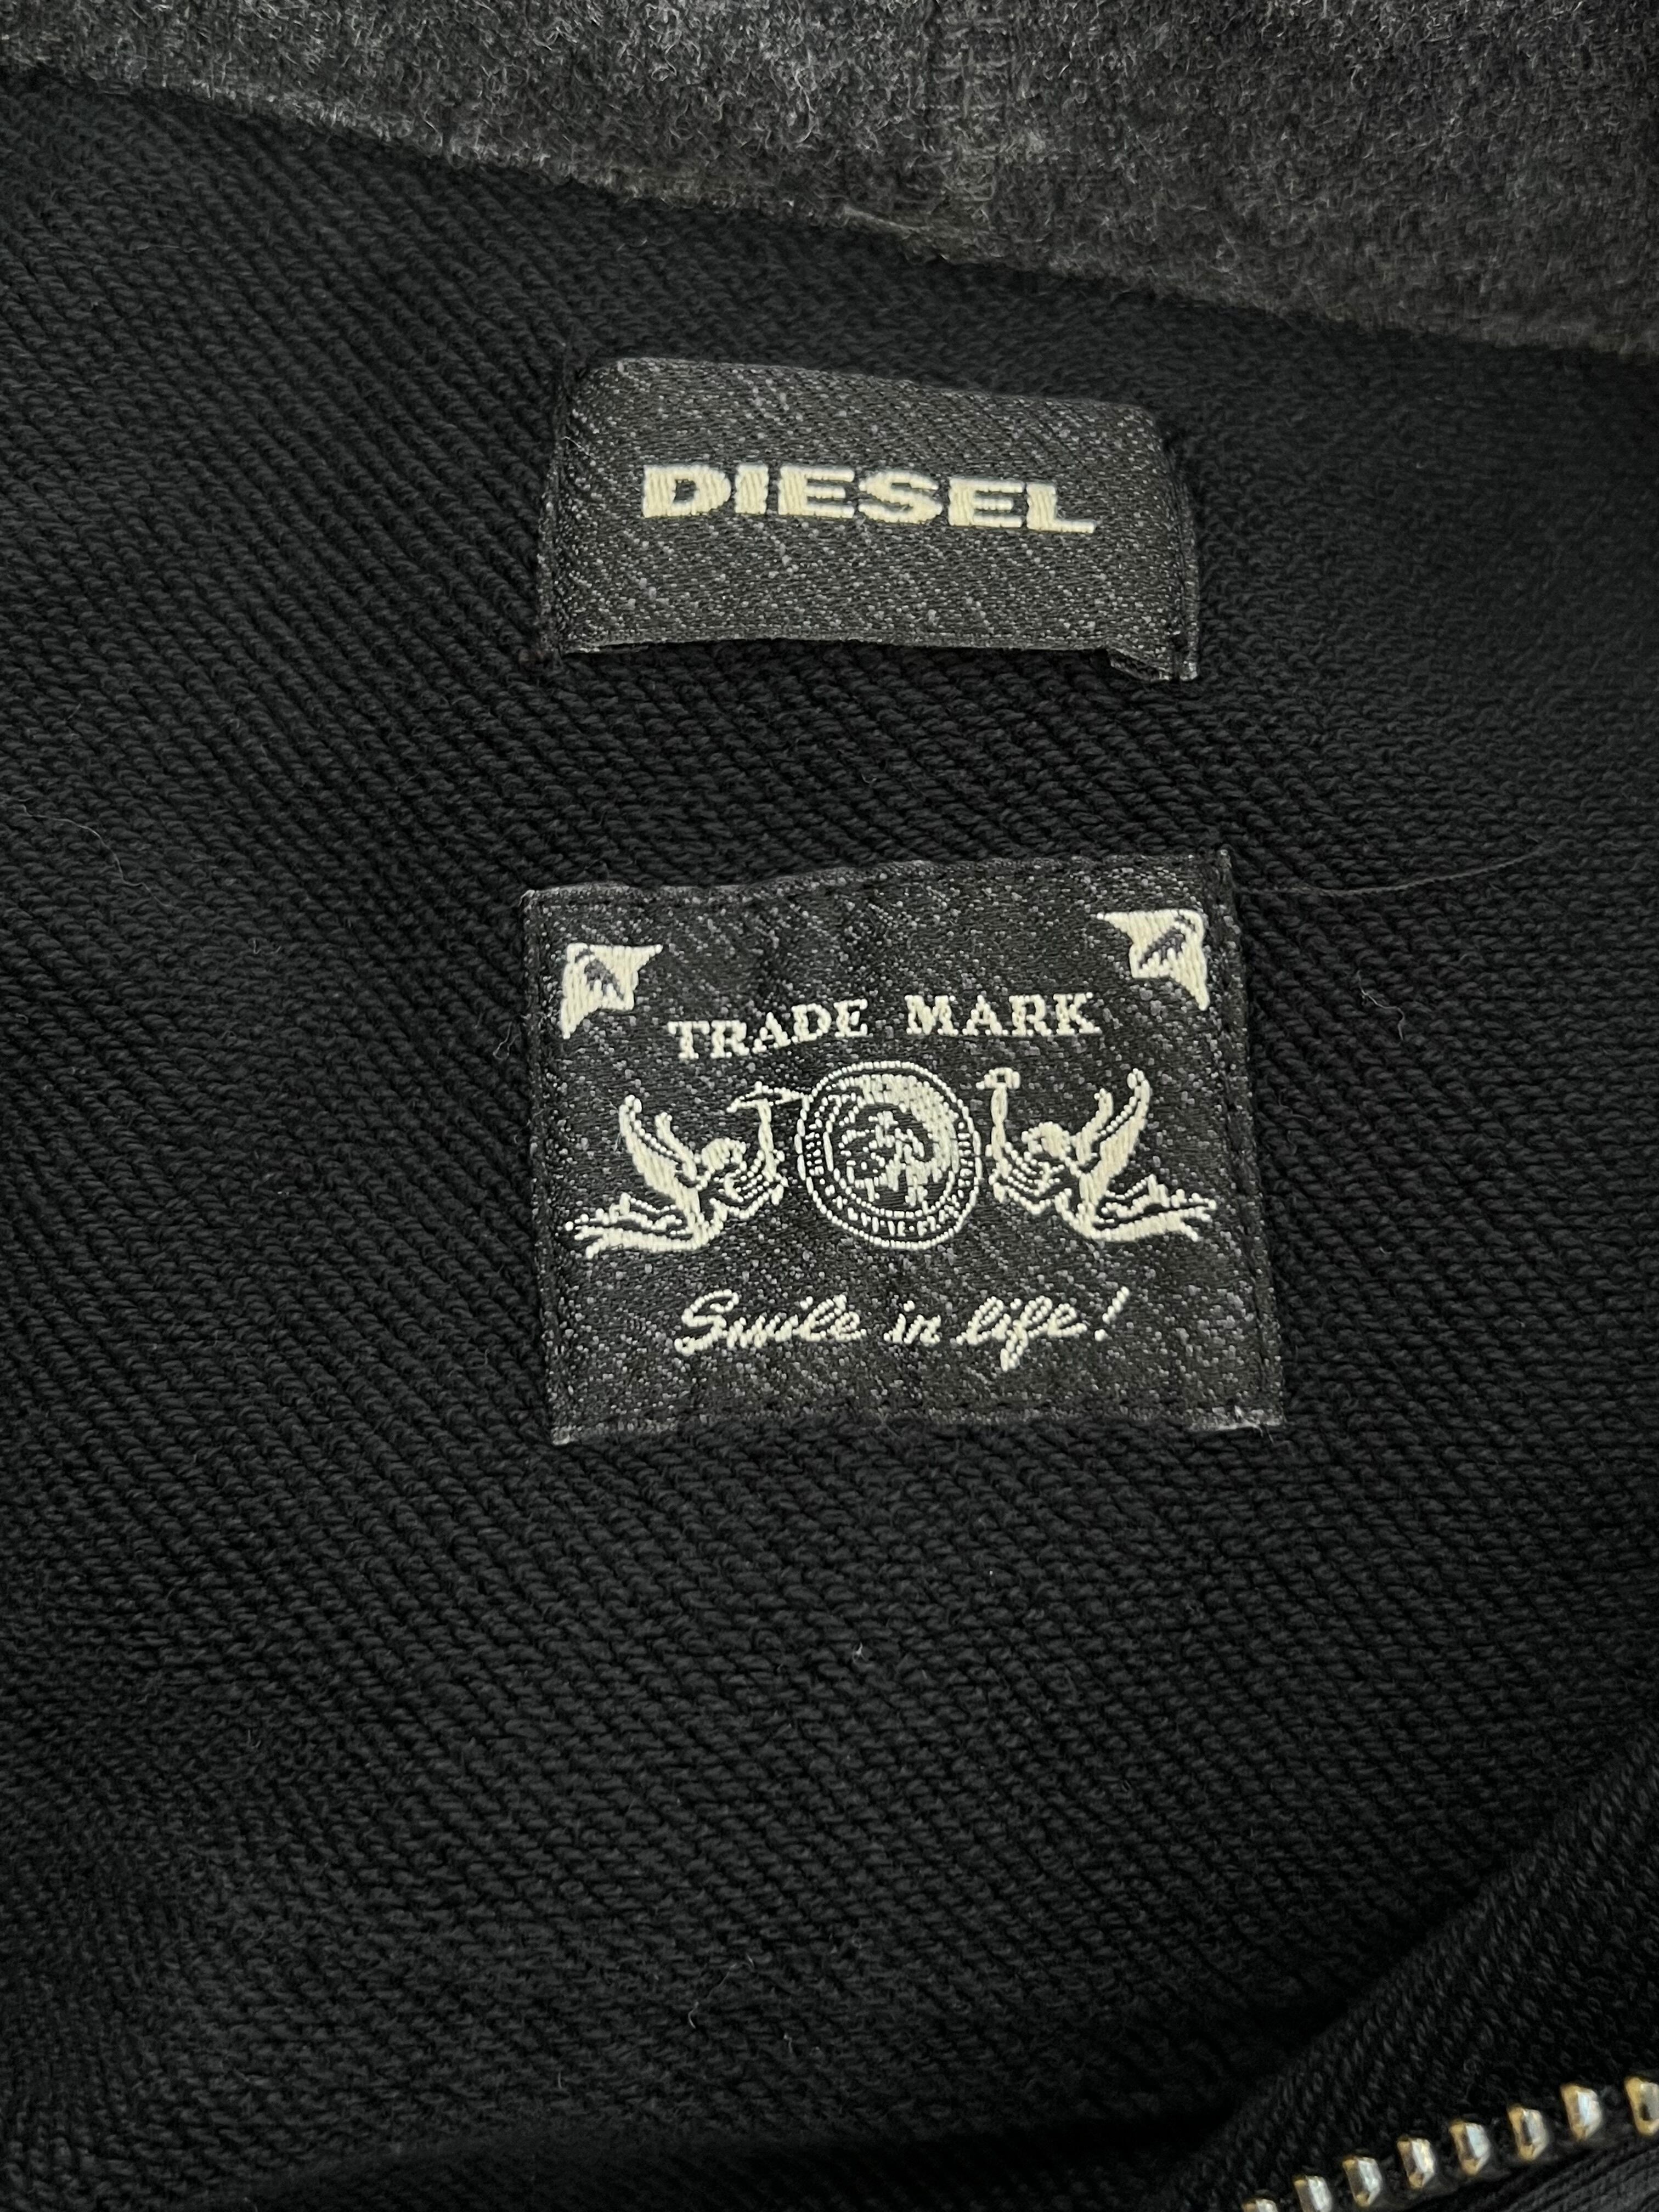 DIESEL
TRADE MARK
Smile in life!